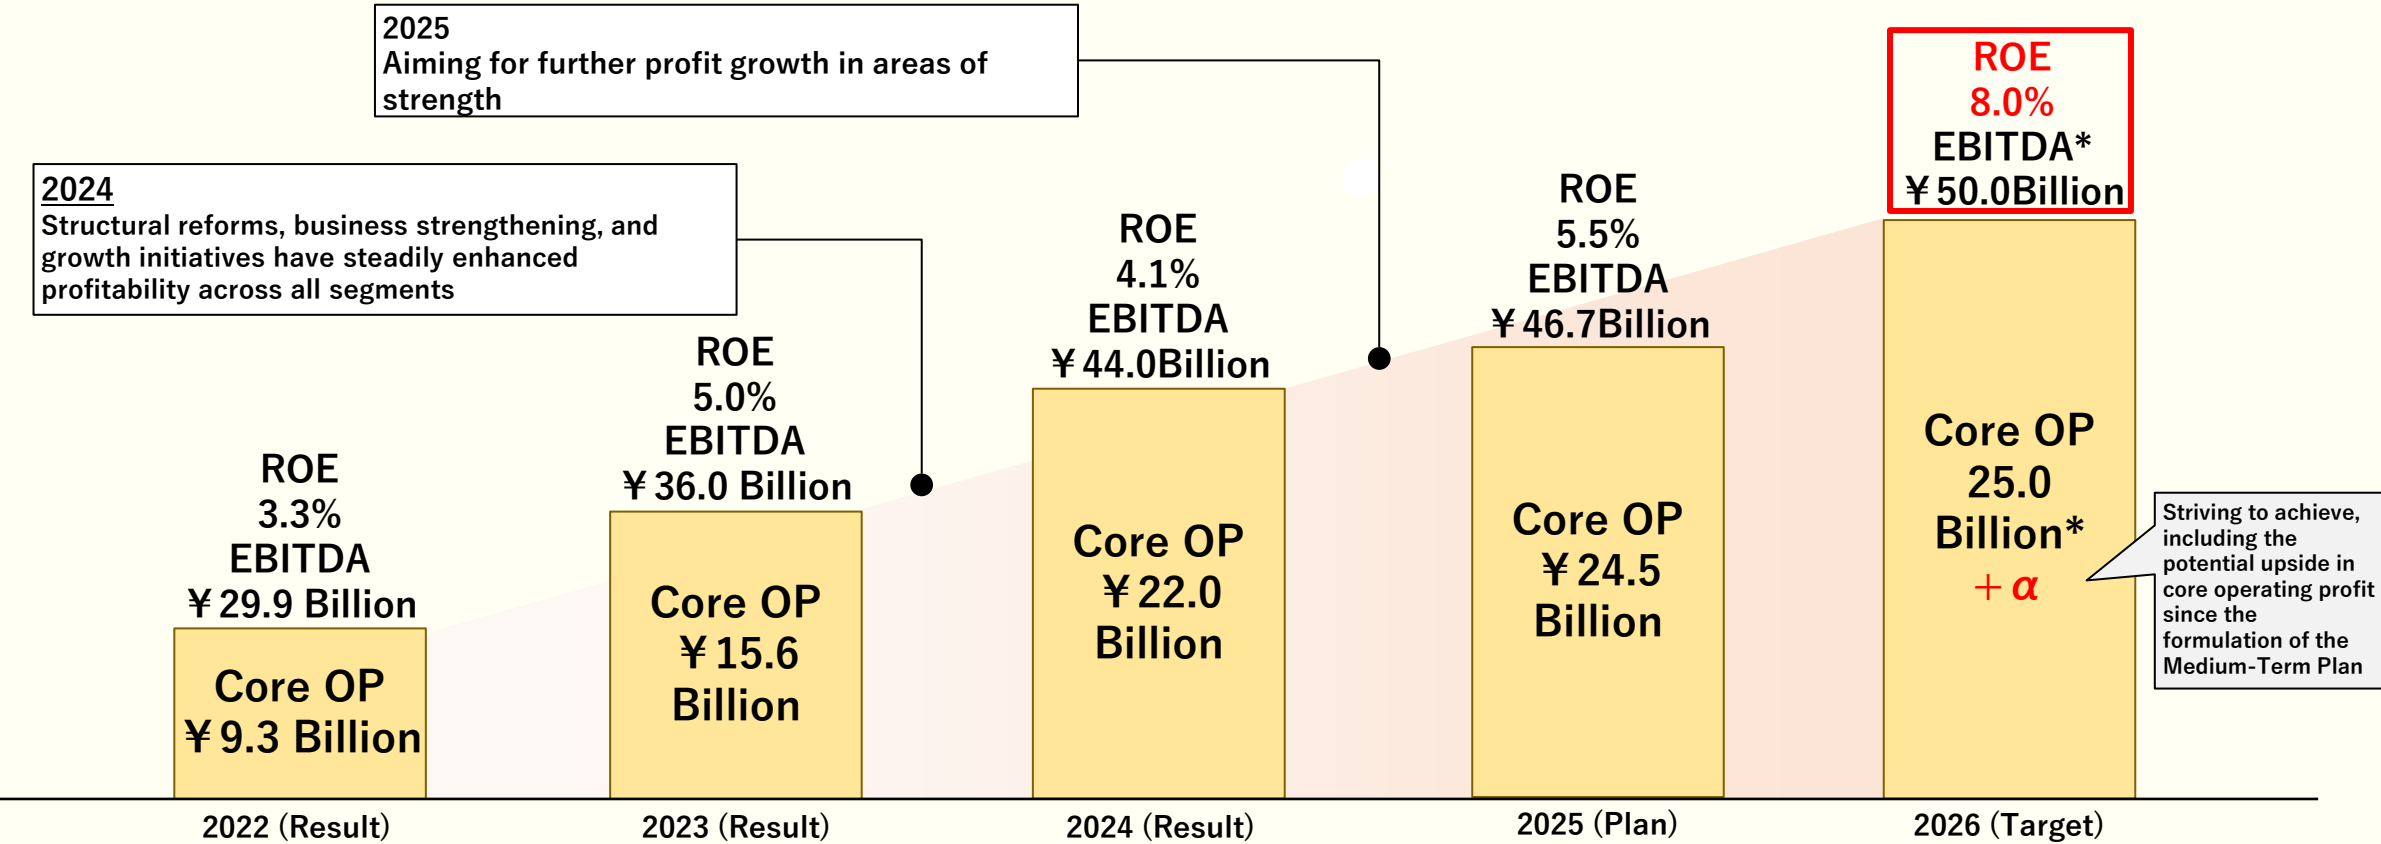 2025
Aiming for further profit growth in areas of
strength
2024
Structural reforms, business strengthening, and
growth initiatives have steadily enhanced
profitability across all segments
ROE
3.3%
EBITDA
￥29.9 Billion
Core OP
￥9.3 Billion
2022 (Result)
ROE
5.0%
EBITDA
￥36.0 Billion
Core OP
￥15.6
Billion
2023 (Result)
ROE
4.1%
EBITDA
￥44.0Billion
Core OP
￥22.0
Billion
2024 (Result)
ROE
5.5%
EBITDA
￥46.7Billion
Core OP
￥24.5
Billion
2025 (Plan)
ROE
8.0%
EBITDA*
￥50.0Billion
Core OP
25.0
Billion*
＋α
2026 (Target)
Striving to achieve,
including the
potential upside in
core operating profit
since the
formulation of the
Medium-Term Plan